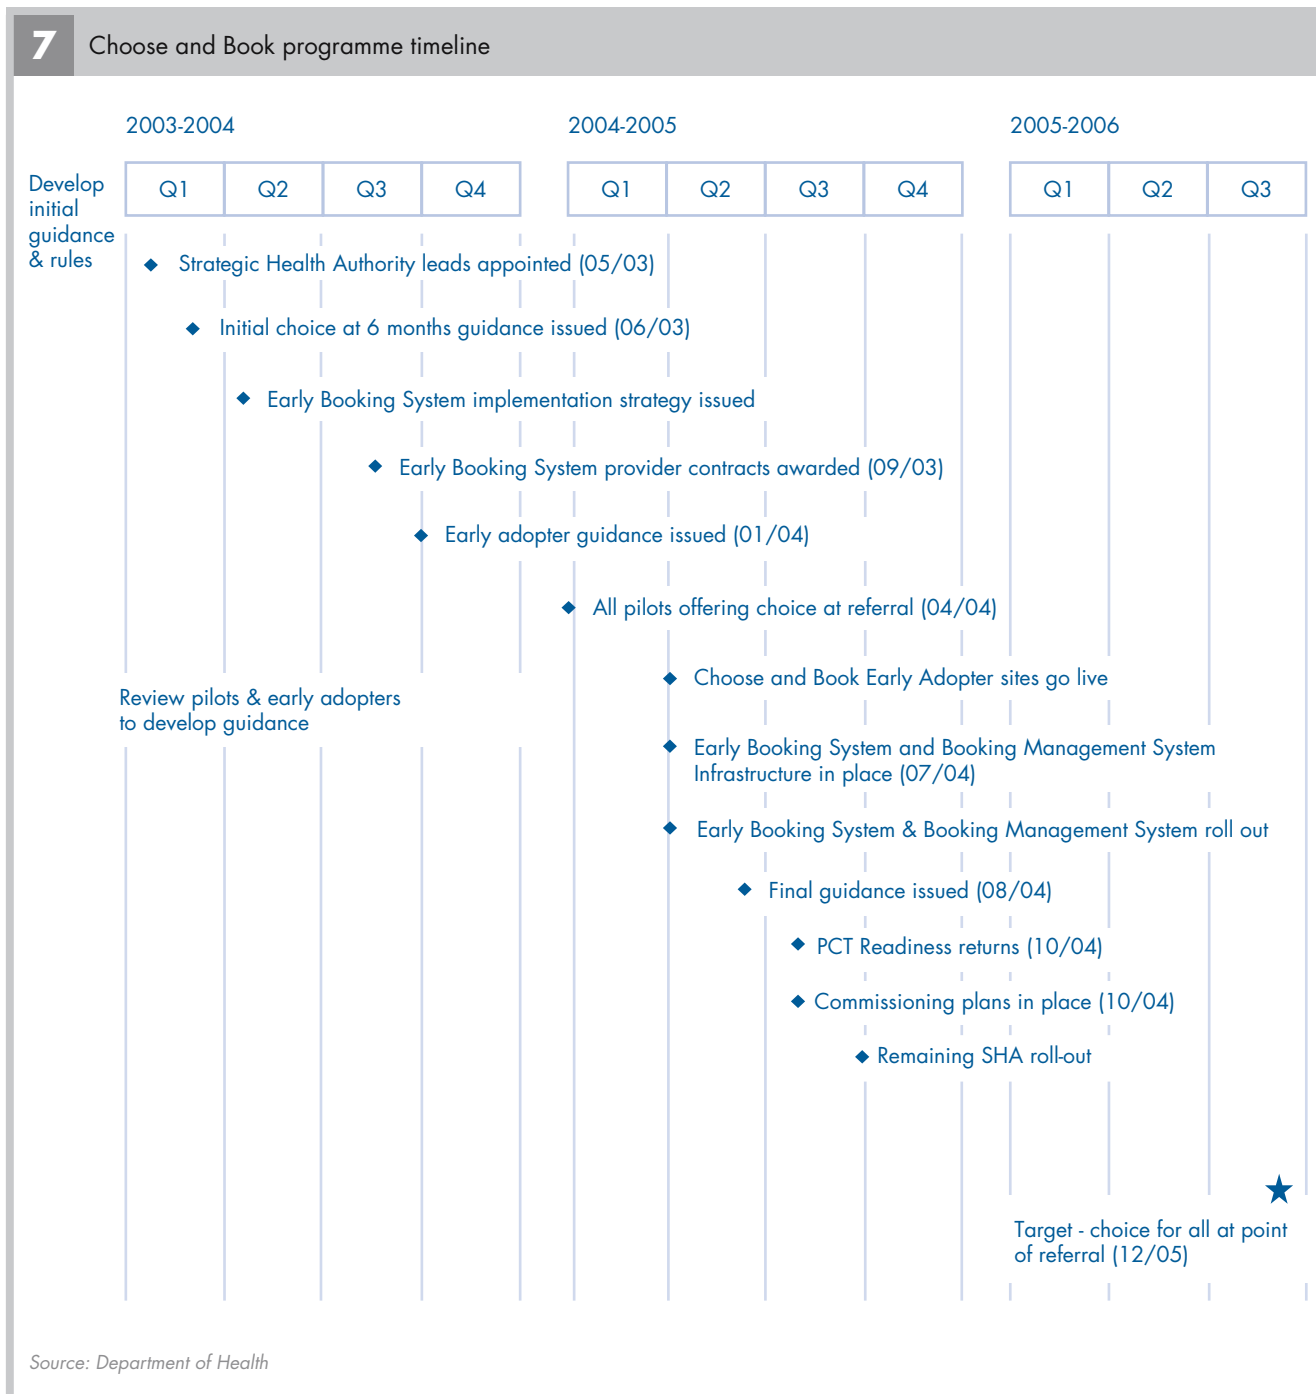 7 Choose and Book programme timeline
2003-2004 2004-2005 2005-2006
Q1 Q2 Q3 Q4 Q1 Q2 Q3 Q4 Q1 Q2 Q3
Develop
initial
guidance
& rules
Strategic Health Authority leads appointed (05/03)
Initial choice at 6 months guidance issued (06/03)
Early Booking System implementation strategy issued
Early Booking System provider contracts awarded (09/03)
Early adopter guidance issued (01/04)
All pilots offering choice at referral (04/04)
Choose and Book Early Adopter sites go live
Review pilots & early adopters
to develop guidance
Early Booking System and Booking Management System
Infrastructure in place (07/04)
Early Booking System & Booking Management System roll out
Final guidance issued (08/04)
PCT Readiness returns (10/04)
Commissioning plans in place (10/04)
Remaining SHA roll-out
Target - choice for all at point
of referral (12/05)
Source: Department of Health